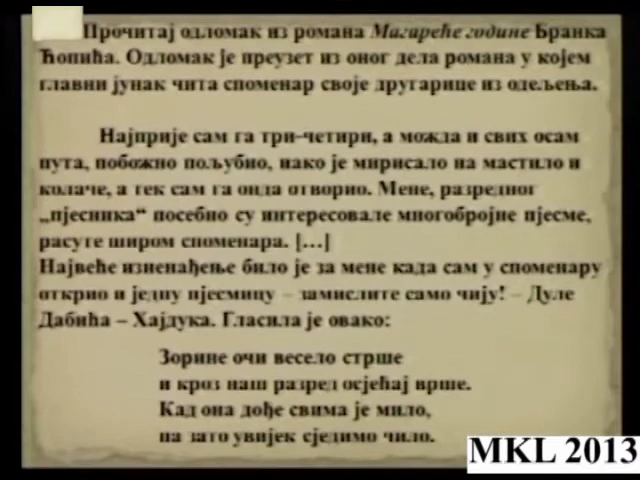 Прочитај одломак из романа Магареће године Бранка
Ћопића. Одломак је преузет из оног дела романа у којем
главни јунак чита споменар своје другарице из одељења.
Најприје сам га три-четири, а можда и свих осам
пута, побожно пољубио, иако је мирисало на мастило и
колаче, а тек сам га онда отворио. Мене, разредног
„пјесника“ посебно су интересовале многобројне пјесме,
расуте широм споменара. [...]
Највеће изненађење било је за мене када сам у споменару
открио и једну пјесмицу – замислите само чију! – Дуле
Дабића – Хајдука. Гласила је овако:
Зорине очи весело стрше
и кроз наш разред осјећај врше.
Кад она дође свима је мило,
па зато увијек сједимо чило.
MKL 2013